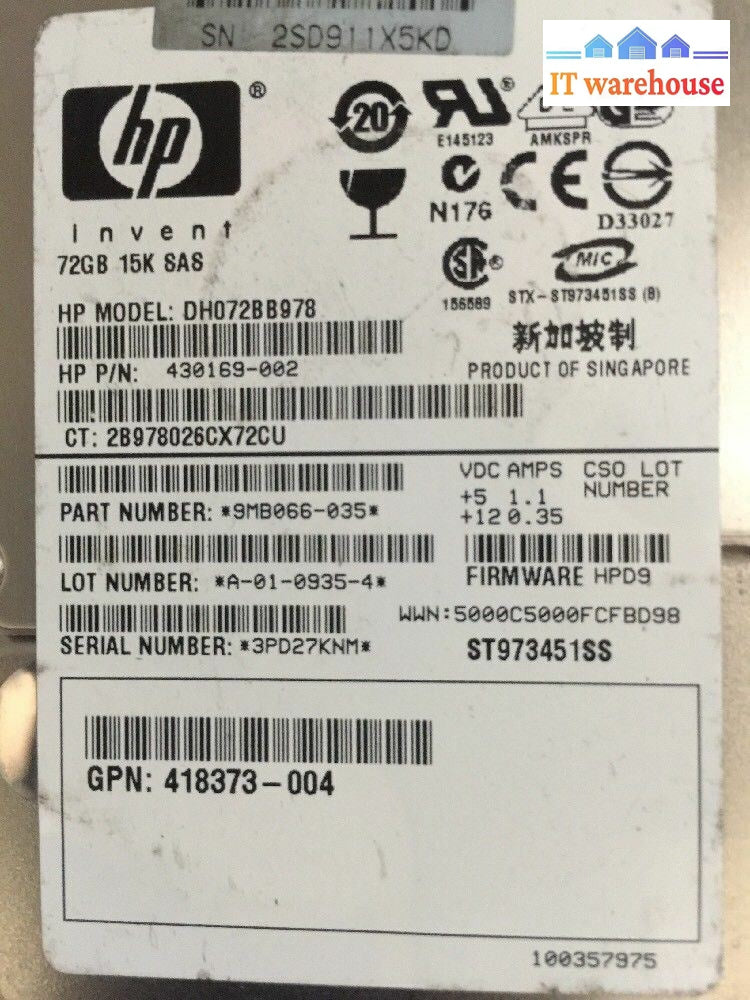 SN 2SD911X5KD
IT warehouse
hp
®
invent
20
®
E145123
AMKSPR
N176
CE
D33027
156589
MIC
STX-ST973451SS (B)
72GB 15K SAS
HP MODEL: DH072BB978
新加坡制
HP P/N: 430169-002
PRODUCT OF SINGAPORE
CT: 2B978026CX72CU
VDC AMPS CSO LOT
NUMBER
+5 1.1
+12 0.35
PART NUMBER: *9MB066-035*
LOT NUMBER: *A-01-0935-4*
FIRMWARE HPD9
WWN:5000C5000FCFBD98
SERIAL NUMBER: *3PD27KNM*
ST973451SS
GPN: 418373-004
100357975